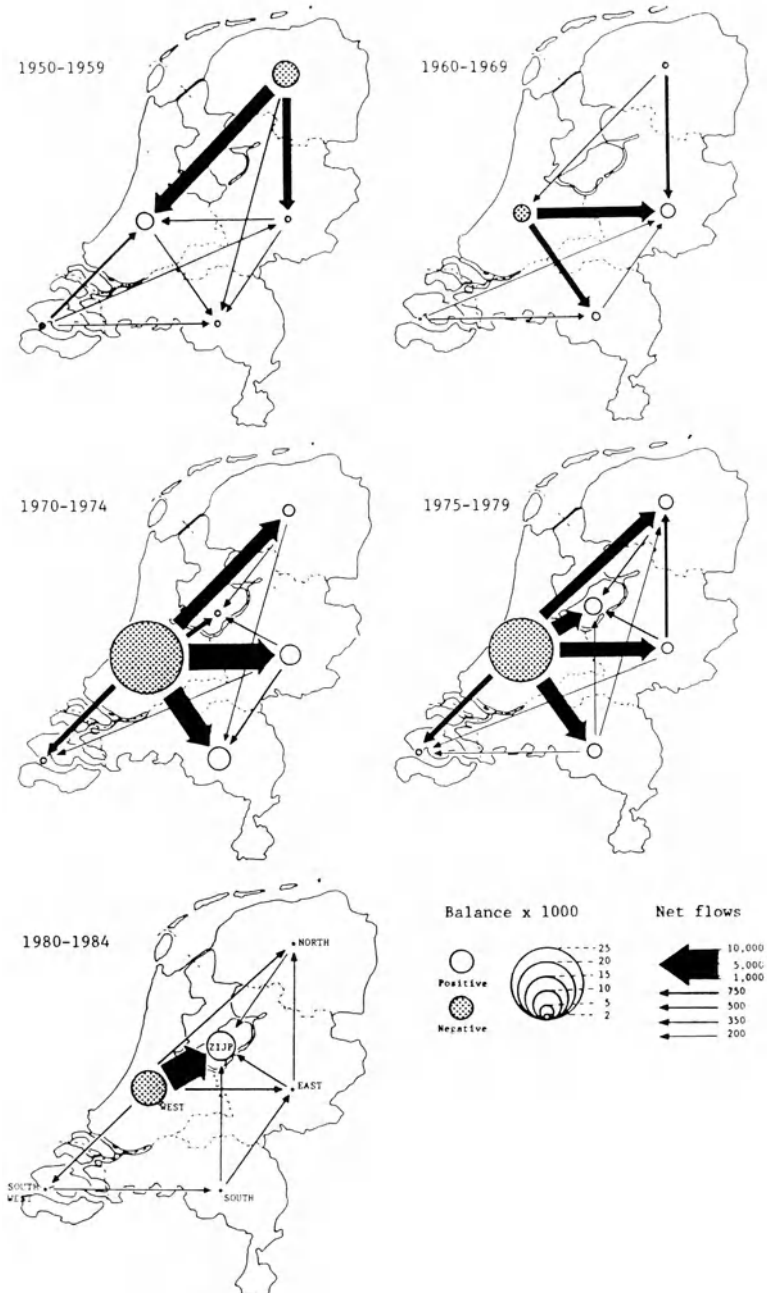 1950-1959
1960-1969
1970-1974
1975-1979
1980-1984
NORTH
ZIJP
EAST
WEST
SOUTH
WEST
SOUTH
Balance x 1000
Positive
Negative
25
20
15
10
5
2
Net flows
10,000
5,000
1,000
750
500
350
200